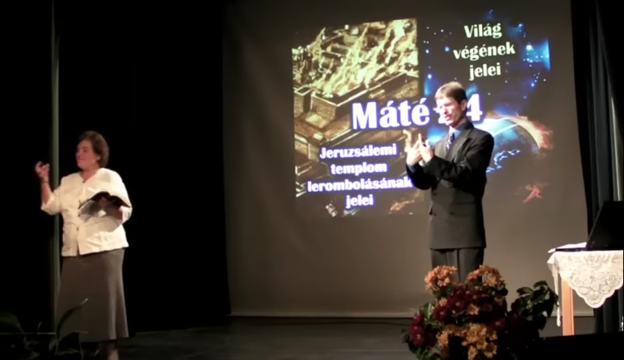 Világ
végének
jelei
Máté 4
Jeruzsálemi
templom
lerombolásának
jelei